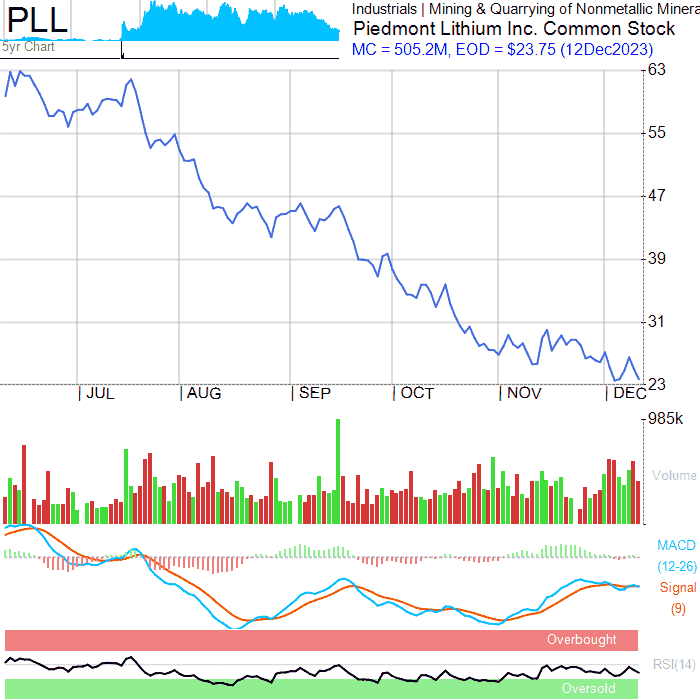 PLL
5yr Chart
Industrials | Mining & Quarrying of Nonmetallic Minera
Piedmont Lithium Inc. Common Stock
MC = 505.2M, EOD = $23.75 (12Dec2023)
63
55
47
39
31
23
JUL
AUG
SEP
OCT
NOV
DEC
985k
Volume
MACD
(12-26)
Signal
(9)
Overbought
RSI(14)
Oversold